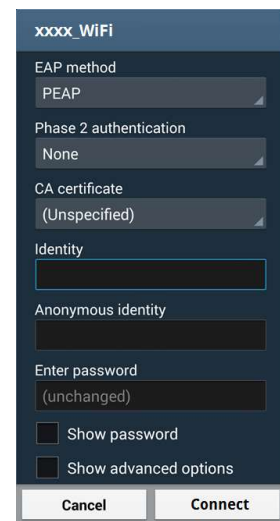 xxxx_WiFi
EAP method
PEAP
Phase 2 authentication
None
CA certificate
(Unspecified)
Identity
Anonymous identity
Enter password
(unchanged)
Show password
Show advanced options
Cancel Connect